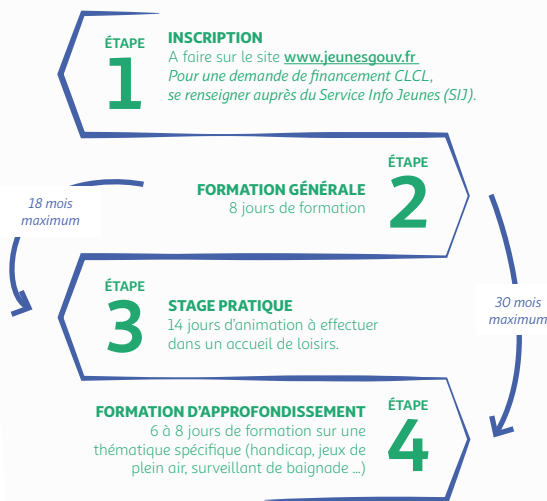 ÉTAPE
1
INSCRIPTION
A faire sur le site www.jeunesgouv.fr
Pour une demande de financement CLCL,
se renseigner auprès du Service Info Jeunes (SIJ).
ÉTAPE
2
FORMATION GÉNÉRALE
8 jours de formation
18 mois
maximum
ÉTAPE
3
STAGE PRATIQUE
14 jours d'animation à effectuer
dans un accueil de loisirs.
30 mois
maximum
ÉTAPE
4
FORMATION D'APPROFONDISSEMENT
6 à 8 jours de formation sur une
thématique spécifique (handicap, jeux de
plein air, surveillant de baignade ...)